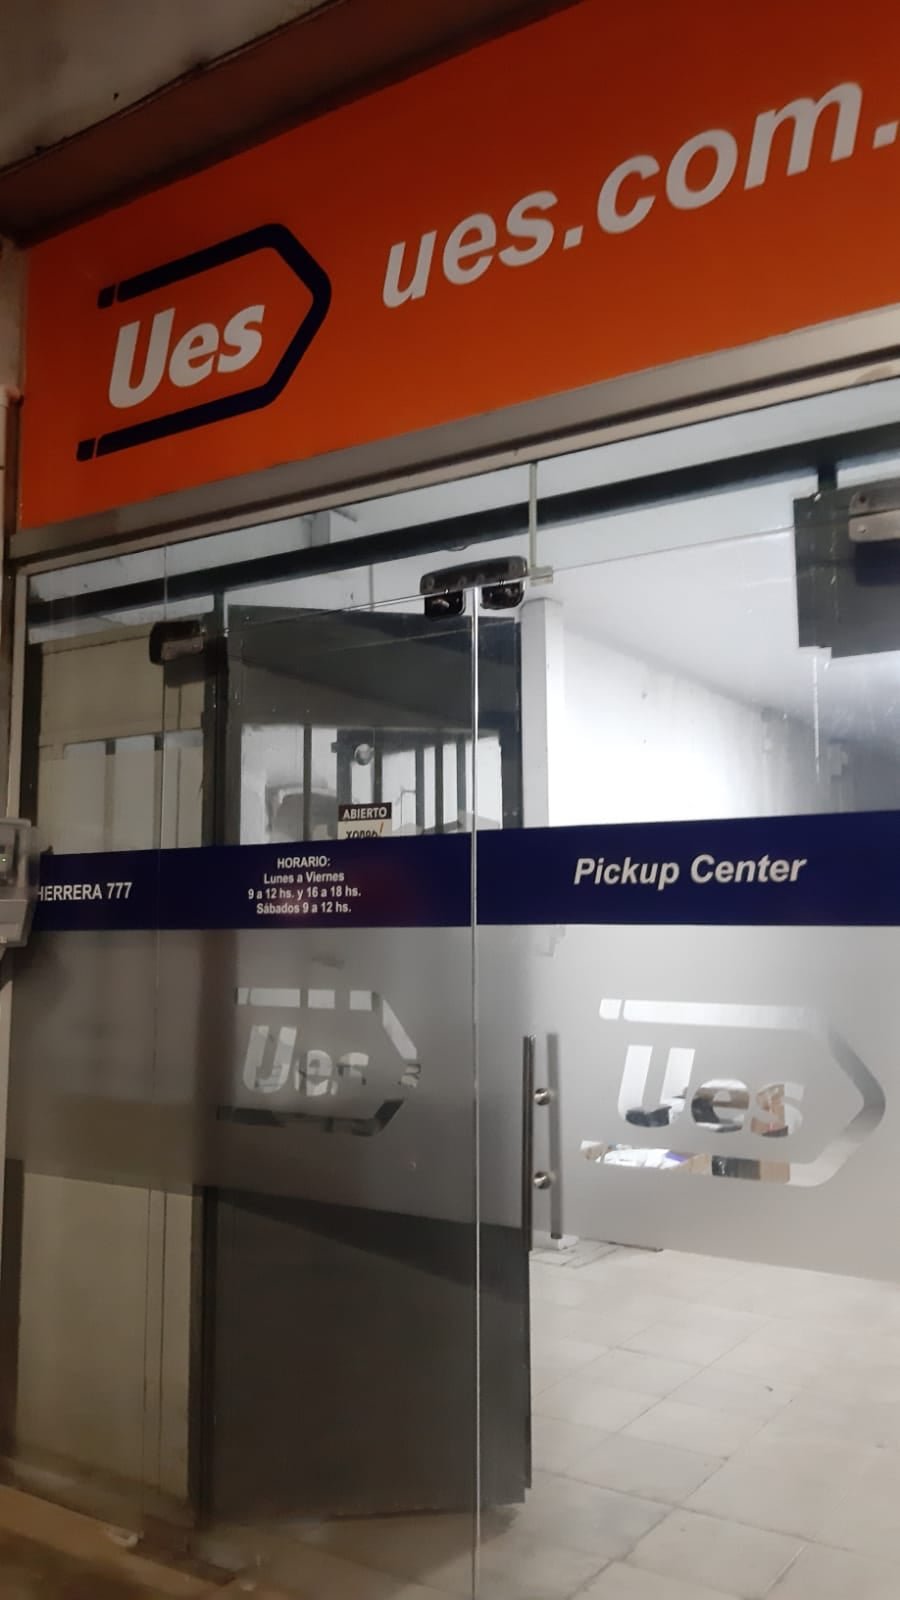 Ues
ues.com.
ABIERTO
HERRERA 777
HORARIO:
Lunes a Viernes
9 a 12 hs. y 16 a 18 hs.
Sábados 9 a 12 hs.
Pickup Center
Ues
Ues